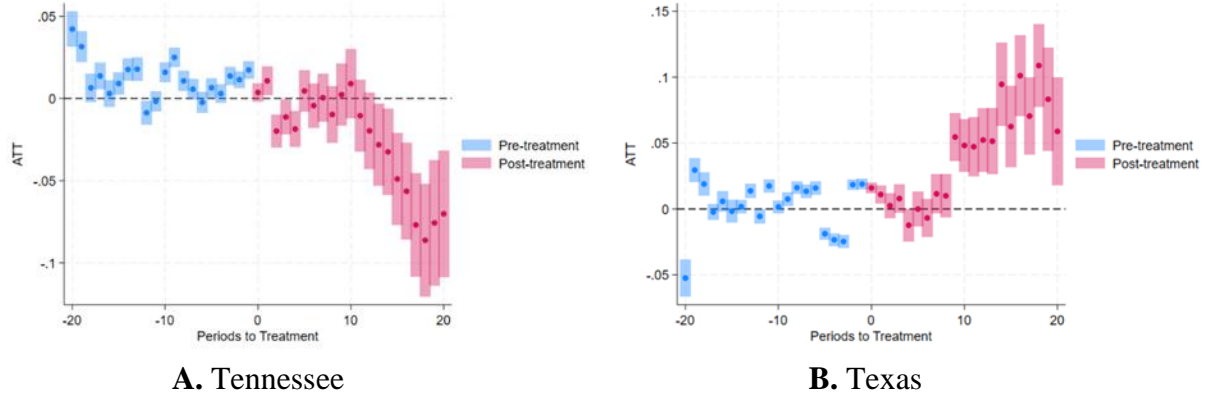 .05
0
-.05
-.1
ATT
-20
-10
0
10
20
Periods to Treatment
Pre-treatment
Post-treatment
A. Tennessee
.15
.1
.05
0
-.05
ATT
-20
-10
0
10
20
Periods to Treatment
Pre-treatment
Post-treatment
B. Texas